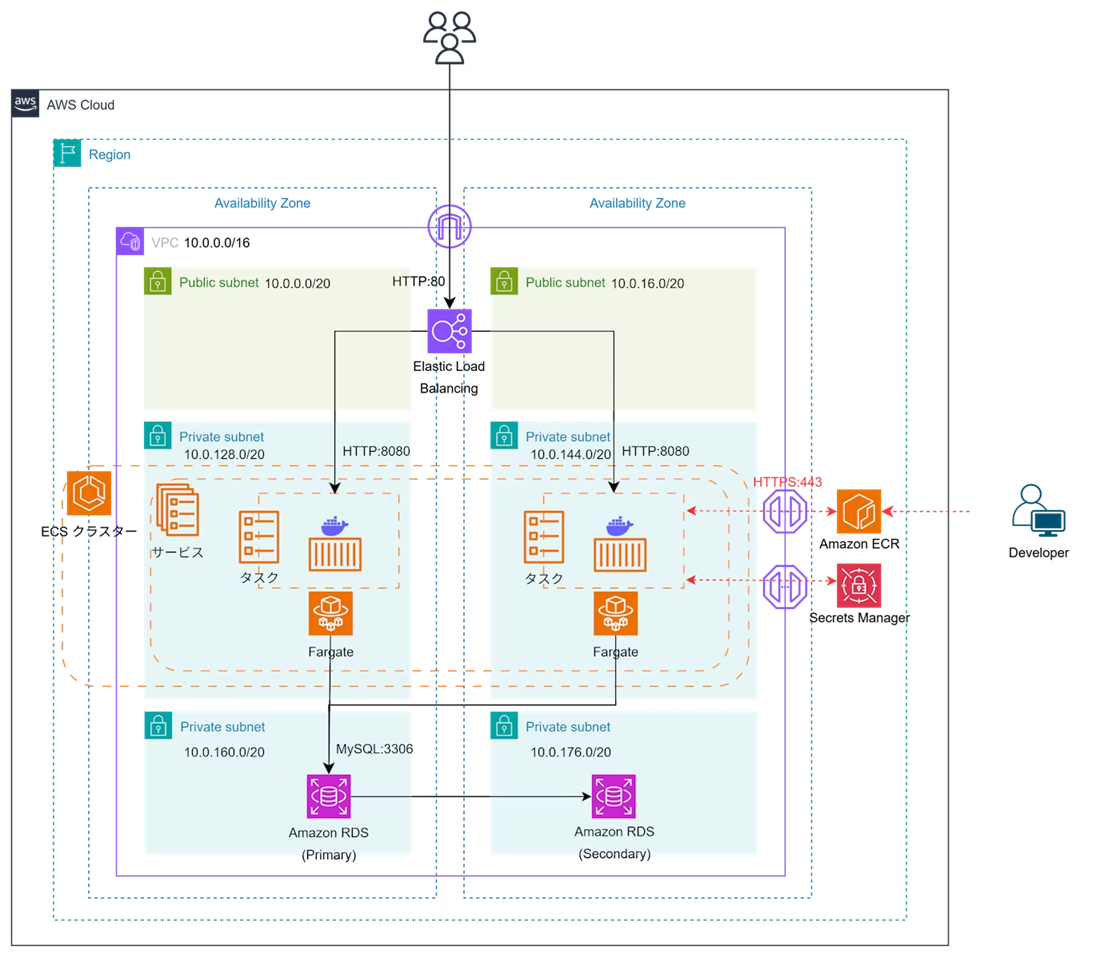 aws
AWS Cloud
Region
Availability Zone
Availability Zone
VPC 10.0.0.0/16
Public subnet 10.0.0.0/20
HTTP:80
Public subnet 10.0.16.0/20
Elastic Load
Balancing
Private subnet
10.0.128.0/20
HTTP:8080
Private subnet
10.0.144.0/20
HTTP:8080
ECS クラスター
サービス
タスク
タスク
Fargate
Fargate
HTTPS:443
Amazon ECR
Developer
Secrets Manager
Private subnet
10.0.160.0/20
MySQL:3306
Private subnet
10.0.176.0/20
Amazon RDS
(Primary)
Amazon RDS
(Secondary)